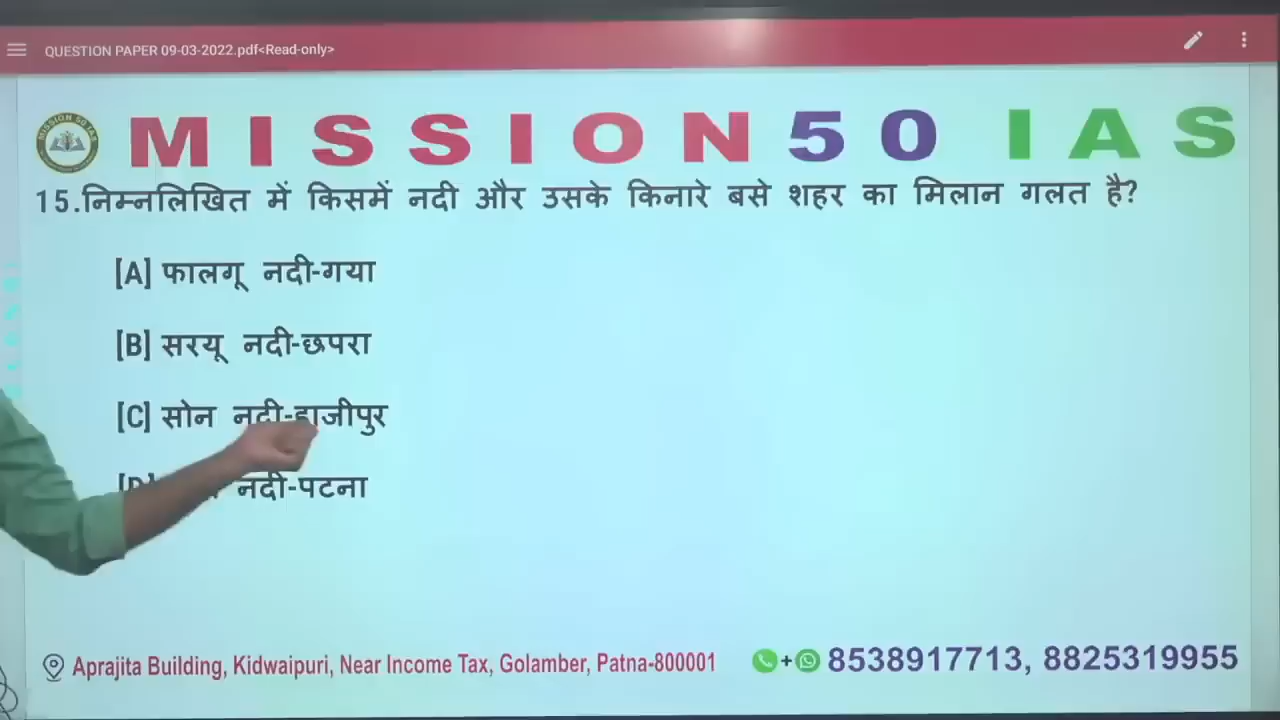 QUESTION PAPER 09-03-2022.pdf<Read-only>
MISSION 50 IAS
15.निम्नलिखित में किसमें नदी और उसके किनारे बसे शहर का मिलान गलत है?
[A] फालगू नदी-गया
[B] सरयू नदी-छपरा
[C] सोन नदी-हाजीपुर
नदी-पटना
Aprajita Building, Kidwaipuri, Near Income Tax, Golamber, Patna-800001
+ 8538917713, 8825319955